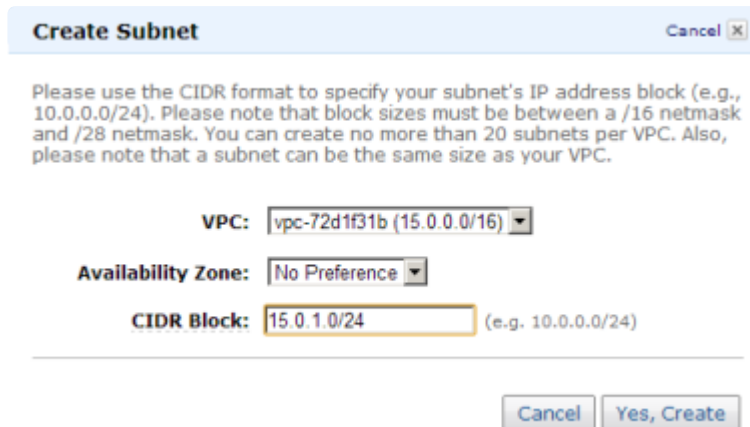 Create Subnet Cancel
Please use the CIDR format to specify your subnet's IP address block (e.g.,
10.0.0.0/24). Please note that block sizes must be between a /16 netmask
and /28 netmask. You can create no more than 20 subnets per VPC. Also,
please note that a subnet can be the same size as your VPC.
VPC: vpc-72d1f31b (15.0.0.0/16)
Availability Zone: No Preference
CIDR Block: 15.0.1.0/24 (e.g. 10.0.0.0/24)
Cancel Yes, Create